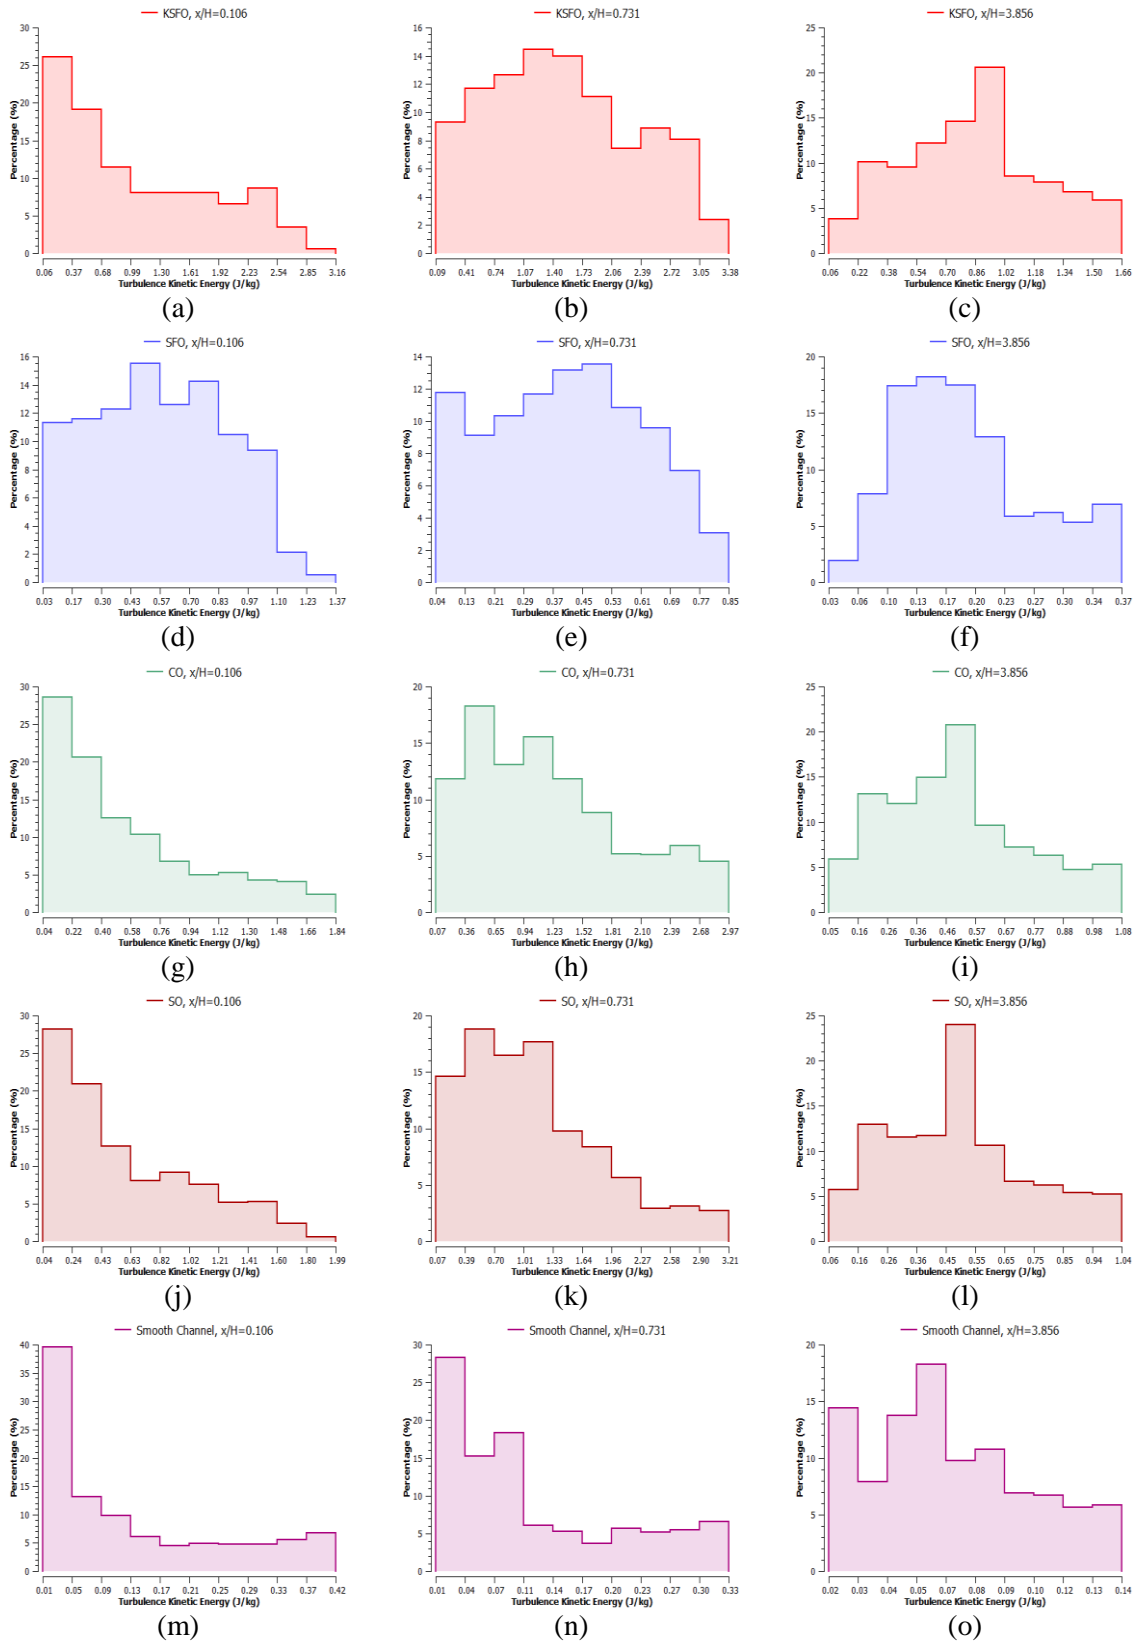 KSFO, x/H=0.106
Percentage (%)
30
25
20
15
10
5
0
0.06 0.37 0.68 0.99 1.30 1.61 1.92 2.23 2.54 2.85 3.16
Turbulence Kinetic Energy (J/kg)
(a)
KSFO, x/H=0.731
Percentage (%)
16
14
12
10
8
6
4
2
0
0.09 0.41 0.74 1.07 1.40 1.73 2.06 2.39 2.72 3.05 3.38
Turbulence Kinetic Energy (J/kg)
(b)
KSFO, x/H=3.856
Percentage (%)
25
20
15
10
5
0
0.06 0.22 0.38 0.54 0.70 0.86 1.02 1.18 1.34 1.50 1.66
Turbulence Kinetic Energy (J/kg)
(c)
SFO, x/H=0.106
Percentage (%)
16
14
12
10
8
6
4
2
0
0.03 0.17 0.30 0.43 0.57 0.70 0.83 0.97 1.10 1.23 1.37
Turbulence Kinetic Energy (J/kg)
(d)
SFO, x/H=0.731
Percentage (%)
14
12
10
8
6
4
2
0
0.04 0.13 0.21 0.29 0.37 0.45 0.53 0.61 0.69 0.77 0.85
Turbulence Kinetic Energy (J/kg)
(e)
SFO, x/H=3.856
Percentage (%)
20
15
10
5
0
0.03 0.06 0.10 0.13 0.17 0.20 0.23 0.27 0.30 0.34 0.37
Turbulence Kinetic Energy (J/kg)
(f)
CO, x/H=0.106
Percentage (%)
30
25
20
15
10
5
0
0.04 0.22 0.40 0.58 0.76 0.94 1.12 1.30 1.48 1.66 1.84
Turbulence Kinetic Energy (J/kg)
(g)
CO, x/H=0.731
Percentage (%)
20
15
10
5
0
0.07 0.36 0.65 0.94 1.23 1.52 1.81 2.10 2.39 2.68 2.97
Turbulence Kinetic Energy (J/kg)
(h)
CO, x/H=3.856
Percentage (%)
25
20
15
10
5
0
0.05 0.16 0.26 0.36 0.46 0.57 0.67 0.77 0.88 0.98 1.08
Turbulence Kinetic Energy (J/kg)
(i)
SO, x/H=0.106
Percentage (%)
30
25
20
15
10
5
0
0.04 0.24 0.43 0.63 0.82 1.02 1.21 1.41 1.60 1.80 1.99
Turbulence Kinetic Energy (J/kg)
(j)
SO, x/H=0.731
Percentage (%)
20
15
10
5
0
0.07 0.39 0.70 1.01 1.33 1.64 1.96 2.27 2.58 2.90 3.21
Turbulence Kinetic Energy (J/kg)
(k)
SO, x/H=3.856
Percentage (%)
25
20
15
10
5
0
0.06 0.16 0.26 0.36 0.45 0.55 0.65 0.75 0.85 0.94 1.04
Turbulence Kinetic Energy (J/kg)
(l)
Smooth Channel, x/H=0.106
Percentage (%)
40
35
30
25
20
15
10
5
0
0.01 0.05 0.09 0.13 0.17 0.21 0.25 0.29 0.33 0.37 0.42
Turbulence Kinetic Energy (J/kg)
(m)
Smooth Channel, x/H=0.731
Percentage (%)
30
25
20
15
10
5
0
0.01 0.04 0.07 0.11 0.14 0.17 0.20 0.23 0.27 0.30 0.33
Turbulence Kinetic Energy (J/kg)
(n)
Smooth Channel, x/H=3.856
Percentage (%)
20
15
10
5
0
0.02 0.03 0.04 0.05 0.07 0.08 0.09 0.10 0.12 0.13 0.14
Turbulence Kinetic Energy (J/kg)
(o)